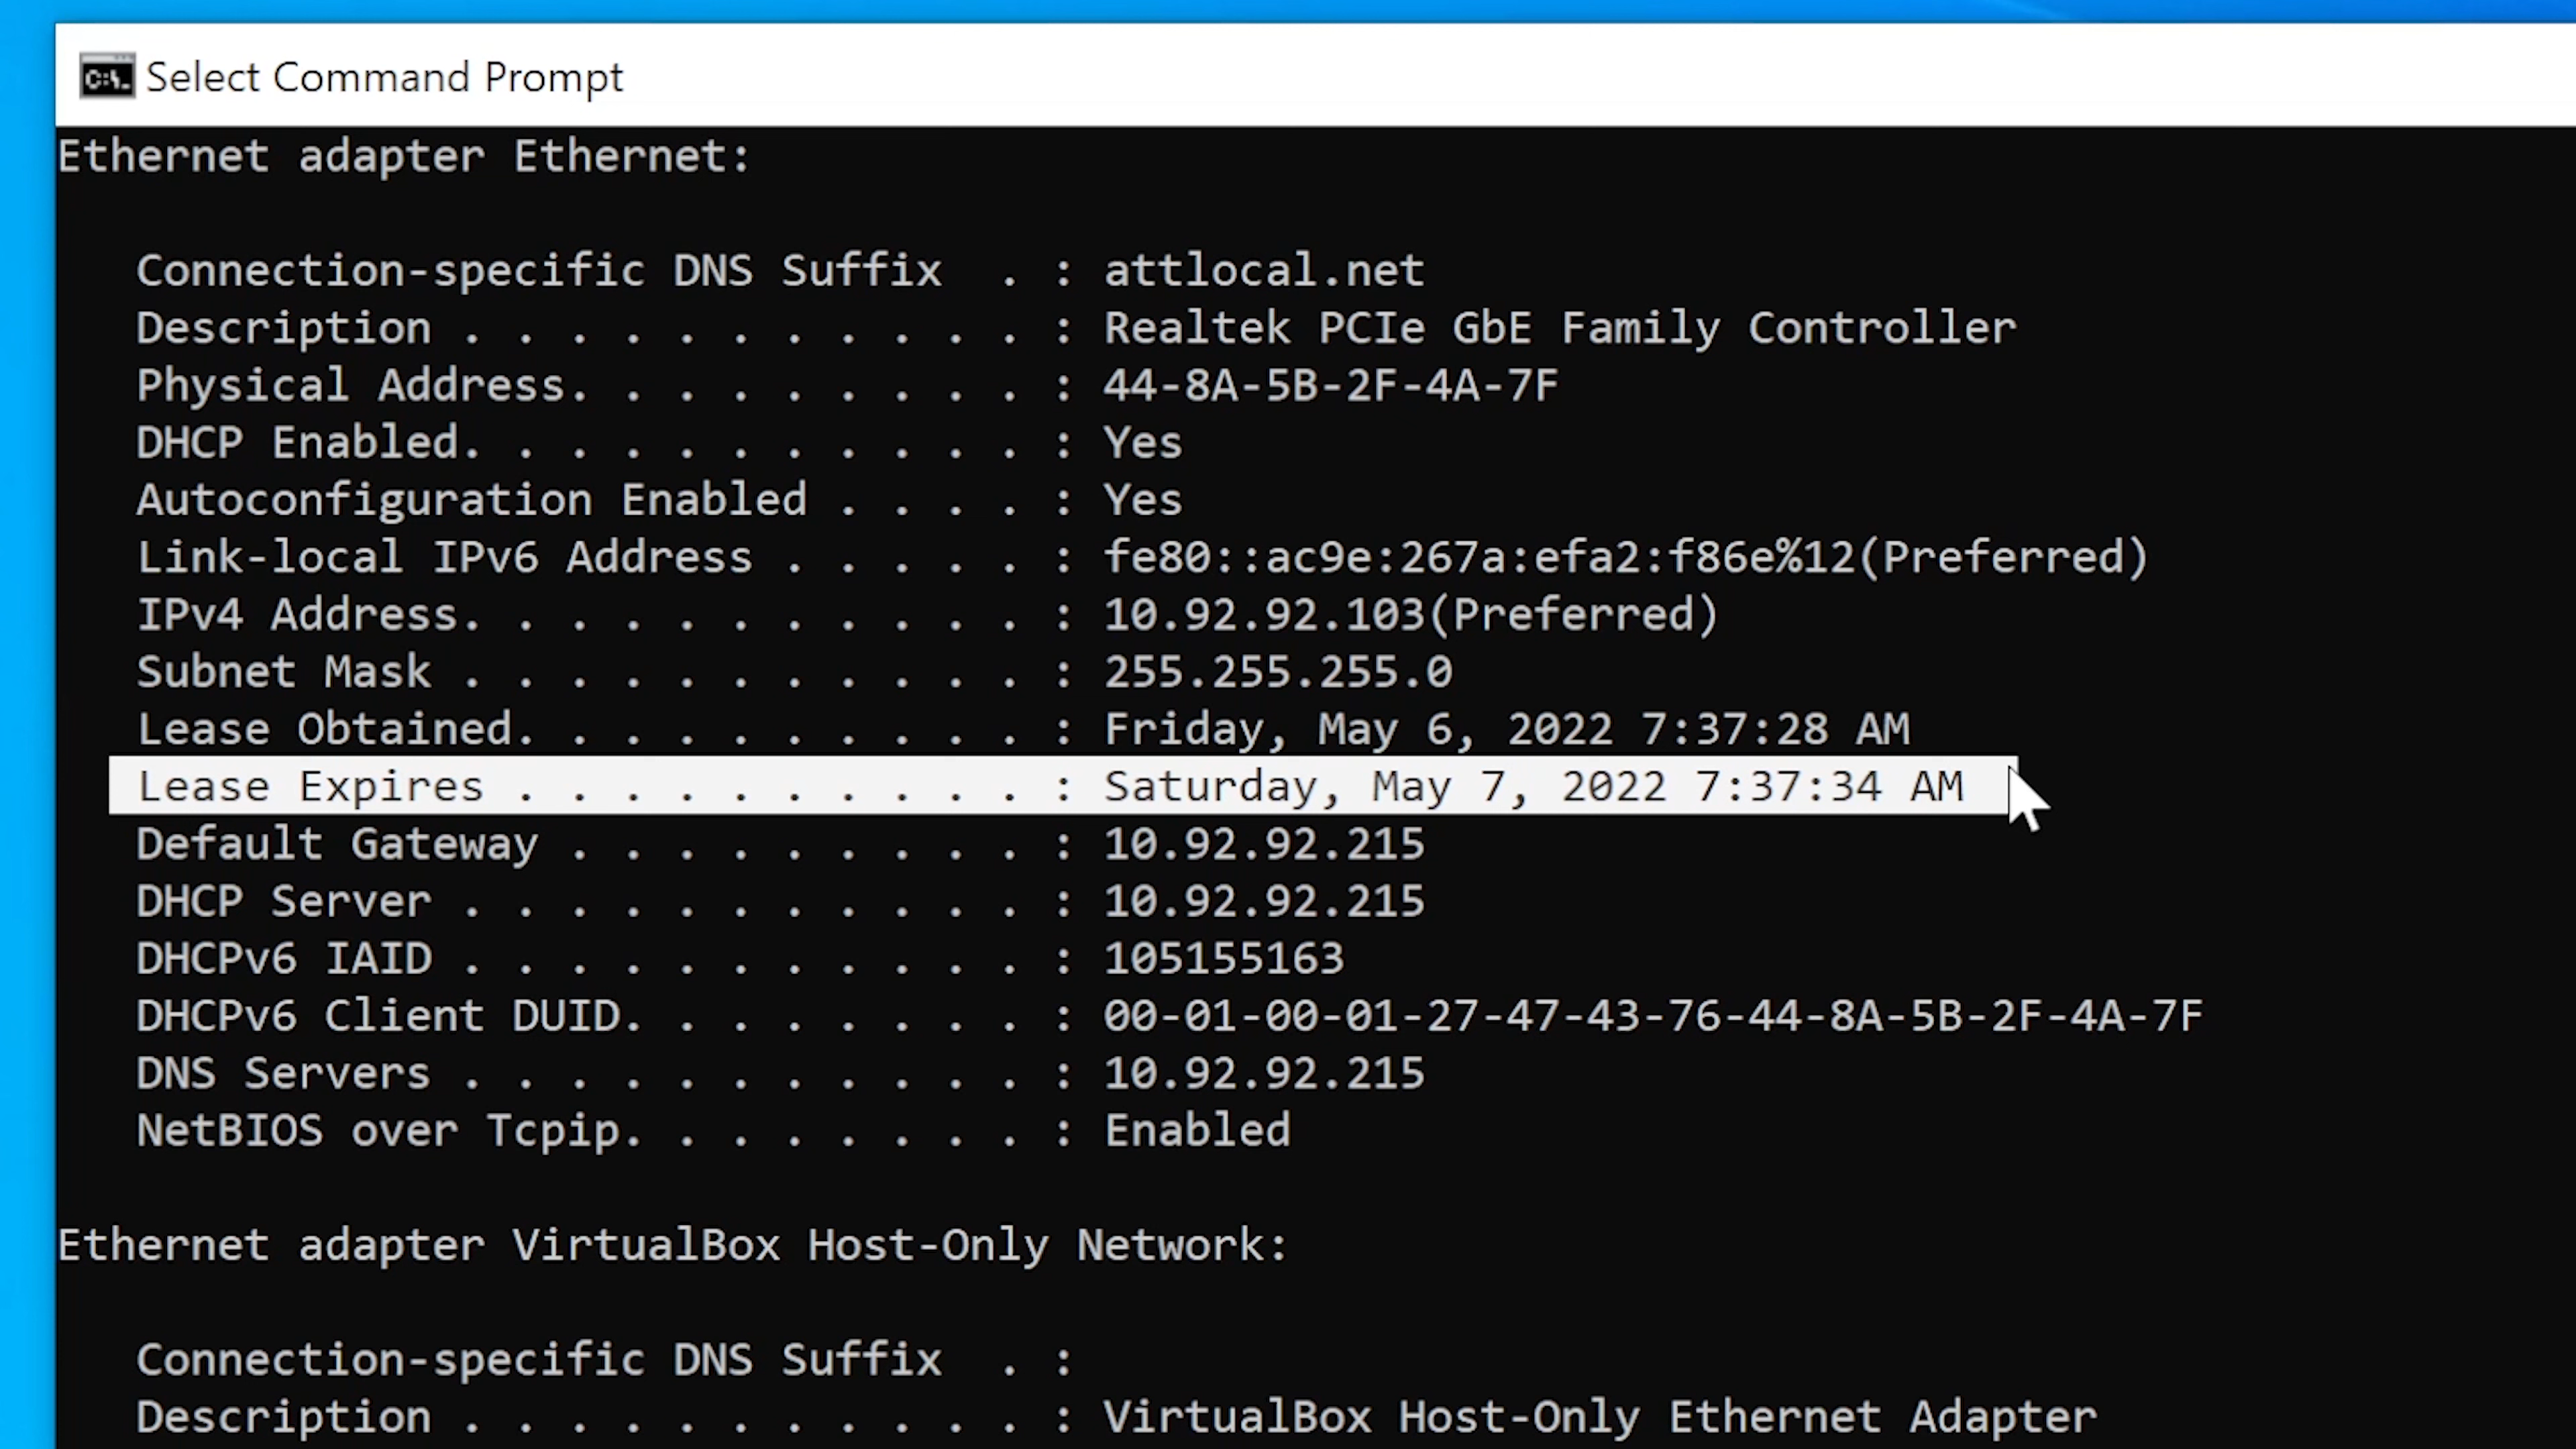 C:\.
Select Command Prompt
Ethernet adapter Ethernet:
Connection-specific DNS Suffix  . : attlocal.net
Description . . . . . . . . . . . : Realtek PCIe GbE Family Controller
Physical Address. . . . . . . . . : 44-8A-5B-2F-4A-7F
DHCP Enabled. . . . . . . . . . . : Yes
Autoconfiguration Enabled . . . . : Yes
Link-local IPv6 Address . . . . . : fe80::ac9e:267a:efa2:f86e%12(Preferred)
IPv4 Address. . . . . . . . . . . : 10.92.92.103(Preferred)
Subnet Mask . . . . . . . . . . . : 255.255.255.0
Lease Obtained. . . . . . . . . . : Friday, May 6, 2022 7:37:28 AM
Lease Expires . . . . . . . . . . : Saturday, May 7, 2022 7:37:34 AM
Default Gateway . . . . . . . . . : 10.92.92.215
DHCP Server . . . . . . . . . . . : 10.92.92.215
DHCPv6 IAID . . . . . . . . . . . : 105155163
DHCPv6 Client DUID. . . . . . . . : 00-01-00-01-27-47-43-76-44-8A-5B-2F-4A-7F
DNS Servers . . . . . . . . . . . : 10.92.92.215
NetBIOS over Tcpip. . . . . . . . : Enabled
Ethernet adapter VirtualBox Host-Only Network:
Connection-specific DNS Suffix  . :
Description . . . . . . . . . . . : VirtualBox Host-Only Ethernet Adapter